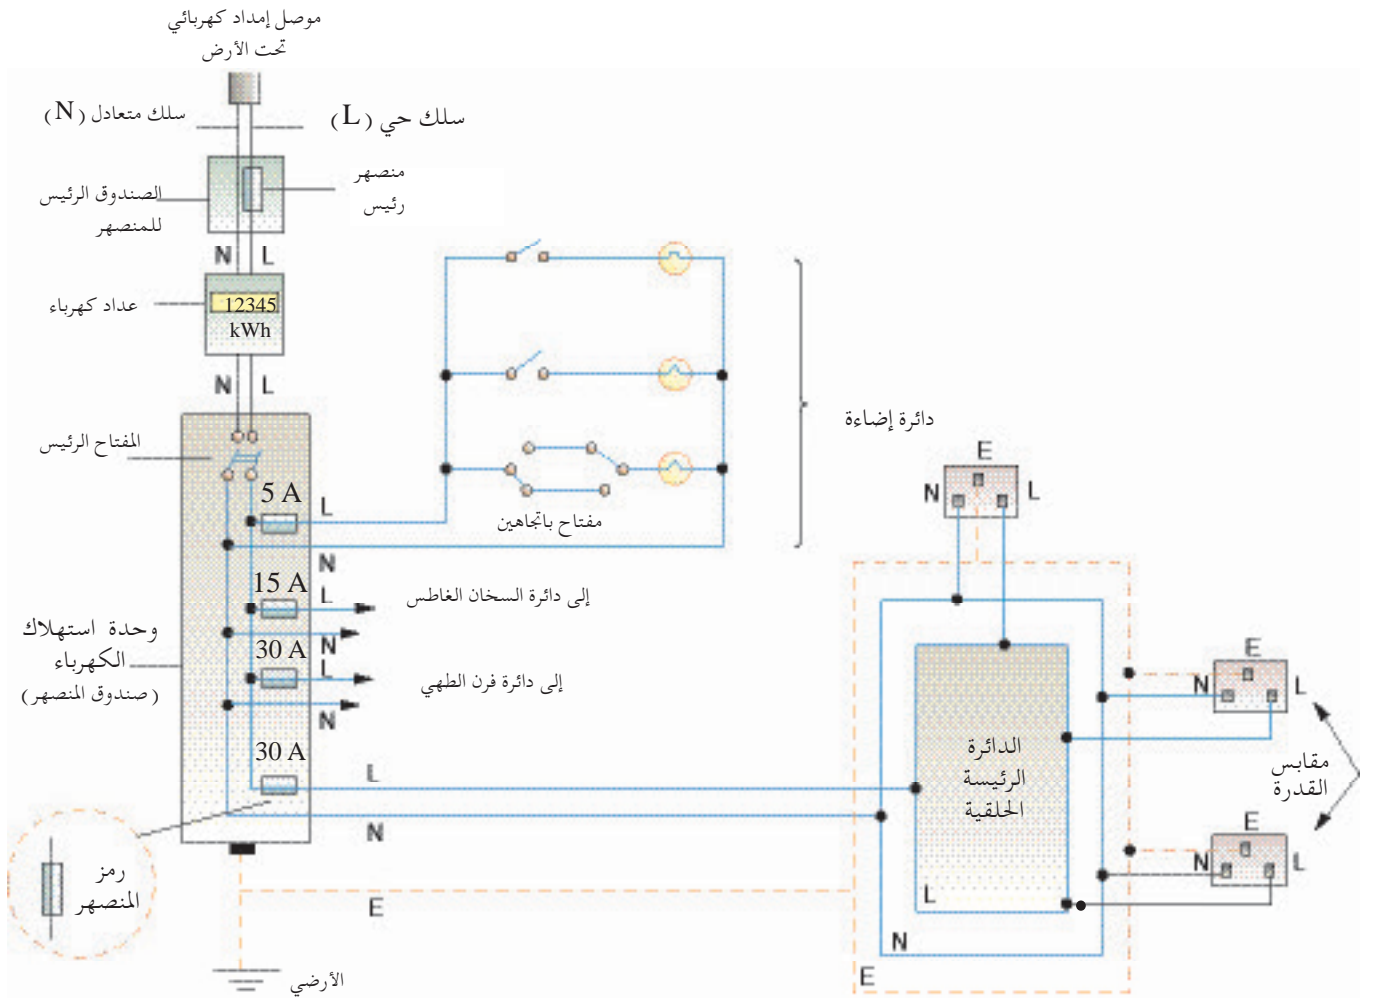 موصل إمداد كهربائي
تحت الأرض
سلك متعادل (N)
سلك حي (L)
منصهر
رئيس
الصندوق الرئيس
للمنصهر
N L
عداد كهرباء
12345
kWh
N L
المفتاح الرئيس
5 A
L
N
مفتاح باتجاهين
دائرة إضاءة
15 A
L
N
إلى دائرة السخان الغاطس
وحدة استهلاك
الكهرباء
(صندوق المنصهر)
30 A
L
N
إلى دائرة فرن الطهي
30 A
L
N
رمز
المنصهر
E
الأرضي
E
N L
E
N L
مقابس
القدرة
E
N L
الدائرة
الرئيسة
الحلقية
L
N
E